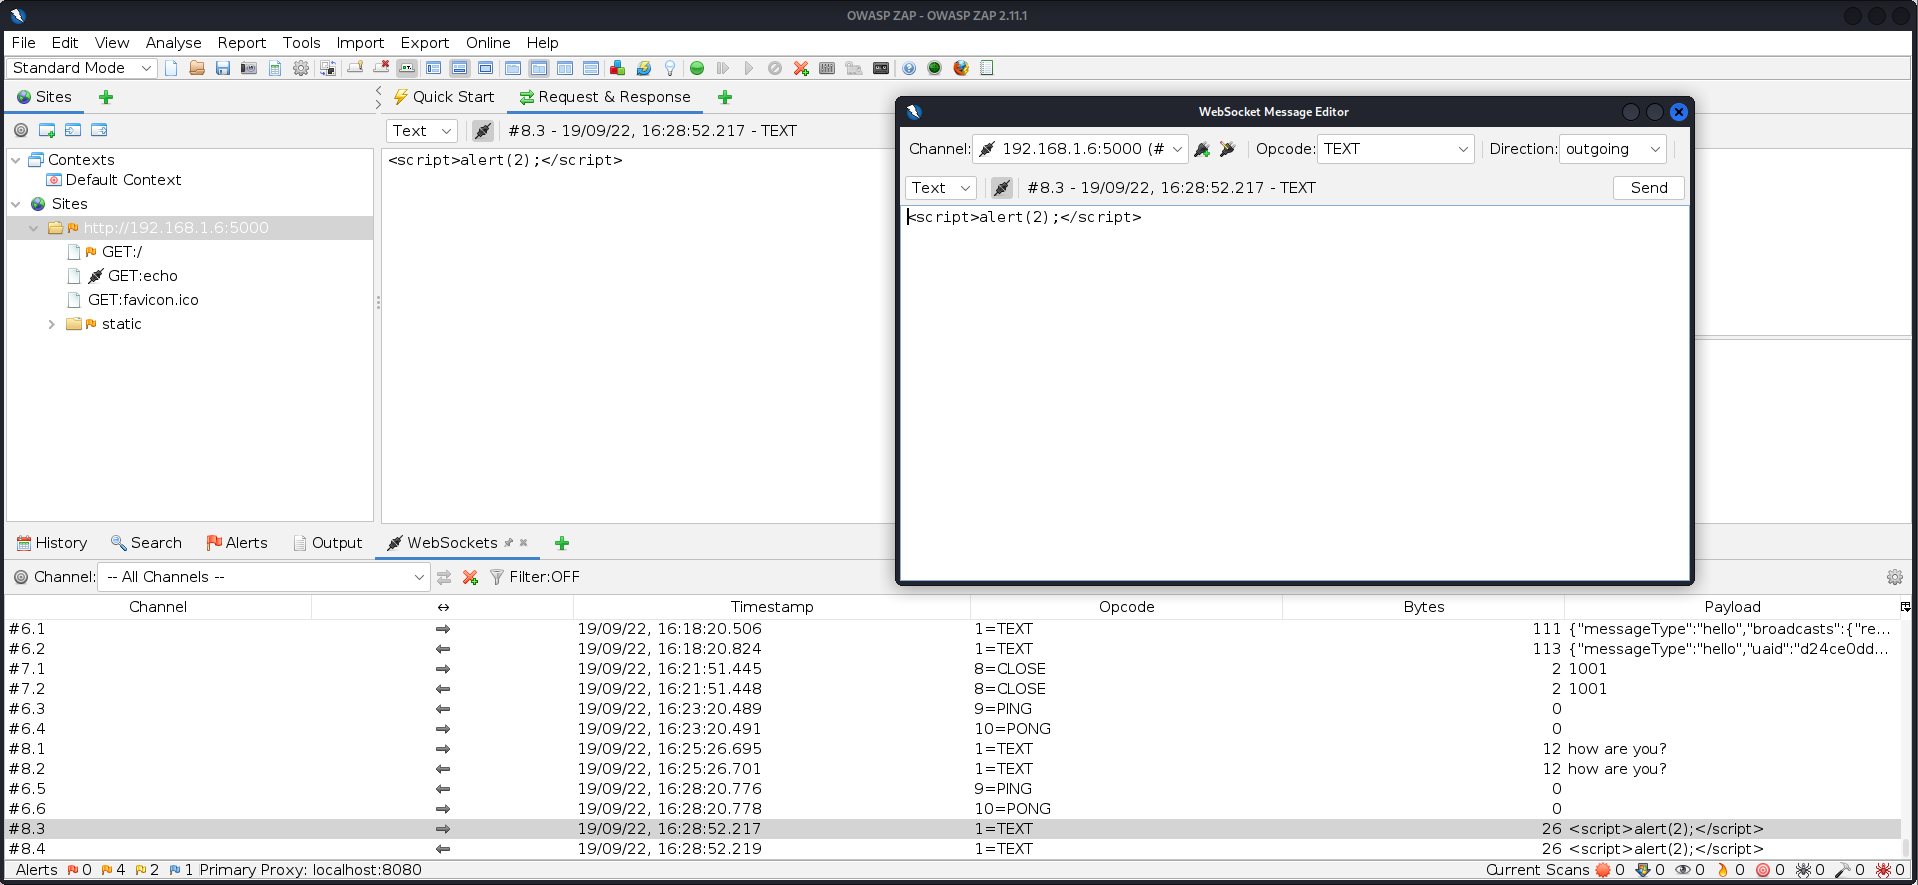 OWASP ZAP - OWASP ZAP 2.11.1
File Edit View Analyse Report Tools Import Export Online Help
Standard Mode
Sites
Quick Start Request & Response
Text #8.3 - 19/09/22, 16:28:52.217 - TEXT
<script>alert(2);</script>
Contexts
Default Context
Sites
http://192.168.1.6:5000
GET:/
GET:echo
GET:favicon.ico
static
WebSocket Message Editor
Channel: 192.168.1.6:5000 (# Opcode: TEXT Direction: outgoing
Text #8.3 - 19/09/22, 16:28:52.217 - TEXT Send
<script>alert(2);</script>
History Search Alerts Output WebSockets
Channel: -- All Channels -- Filter:OFF
Channel Timestamp Opcode Bytes Payload
#6.1 19/09/22, 16:18:20.506 1=TEXT 111 {"messageType":"hello","broadcasts":{"re...
#6.2 19/09/22, 16:18:20.824 1=TEXT 113 {"messageType":"hello","uaid":"d24ce0dd...
#7.1 19/09/22, 16:21:51.445 8=CLOSE 2 1001
#7.2 19/09/22, 16:21:51.448 8=CLOSE 2 1001
#6.3 19/09/22, 16:23:20.489 9=PING 0
#6.4 19/09/22, 16:23:20.491 10=PONG 0
#8.1 19/09/22, 16:25:26.695 1=TEXT 12 how are you?
#8.2 19/09/22, 16:25:26.701 1=TEXT 12 how are you?
#6.5 19/09/22, 16:28:20.776 9=PING 0
#6.6 19/09/22, 16:28:20.778 10=PONG 0
#8.3 19/09/22, 16:28:52.217 1=TEXT 26 <script>alert(2);</script>
#8.4 19/09/22, 16:28:52.219 1=TEXT 26 <script>alert(2);</script>
Alerts 0 4 2 1 Primary Proxy: localhost:8080 Current Scans 0 0 0 0 0 0 0 0